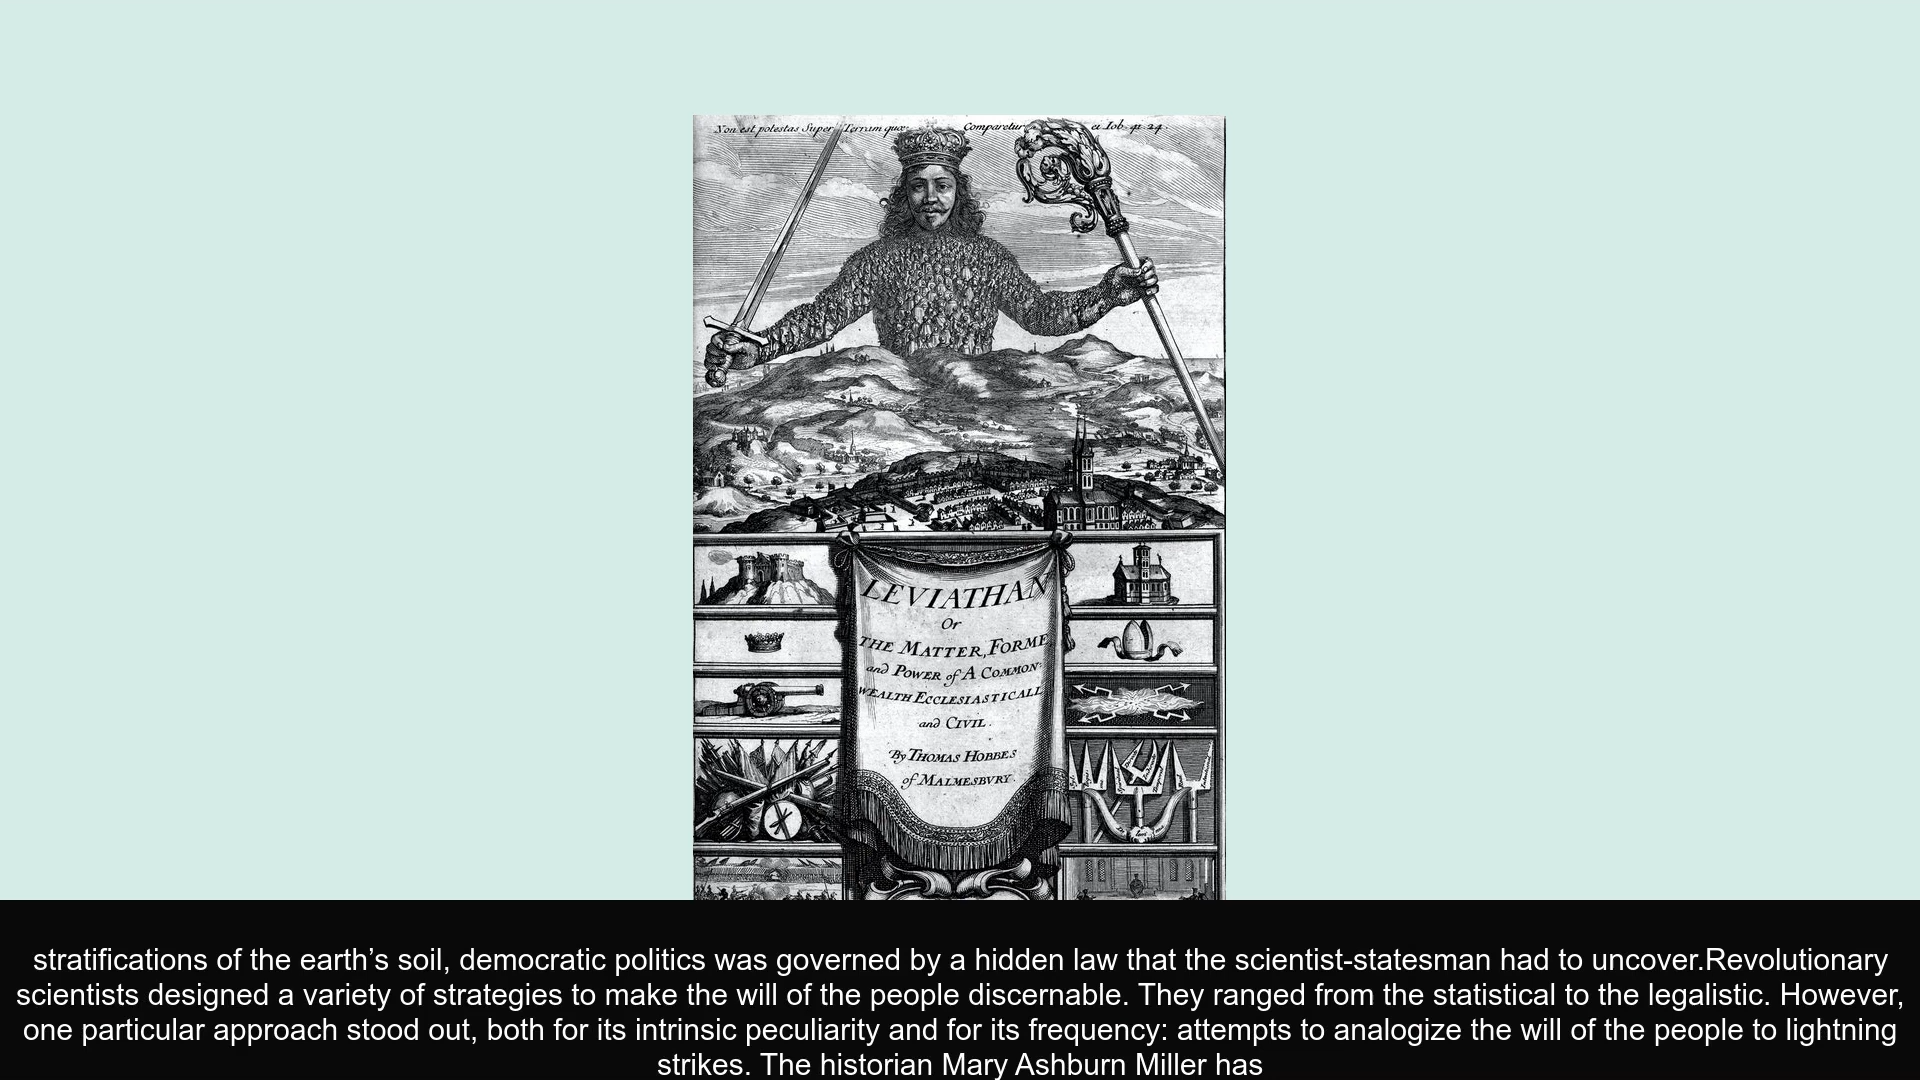 Non est potestas Super Terram quæ Comparetur ei Iob. 41. 24.
LEVIATHAN
Or
THE MATTER, FORME,
and POWER of A COMMON-
WEALTH ECCLESIASTICALL
and CIVIL.
By THOMAS HOBBES
of MALMESBVRY.
stratifications of the earth’s soil, democratic politics was governed by a hidden law that the scientist-statesman had to uncover.Revolutionary
scientists designed a variety of strategies to make the will of the people discernable. They ranged from the statistical to the legalistic. However,
one particular approach stood out, both for its intrinsic peculiarity and for its frequency: attempts to analogize the will of the people to lightning
strikes. The historian Mary Ashburn Miller has